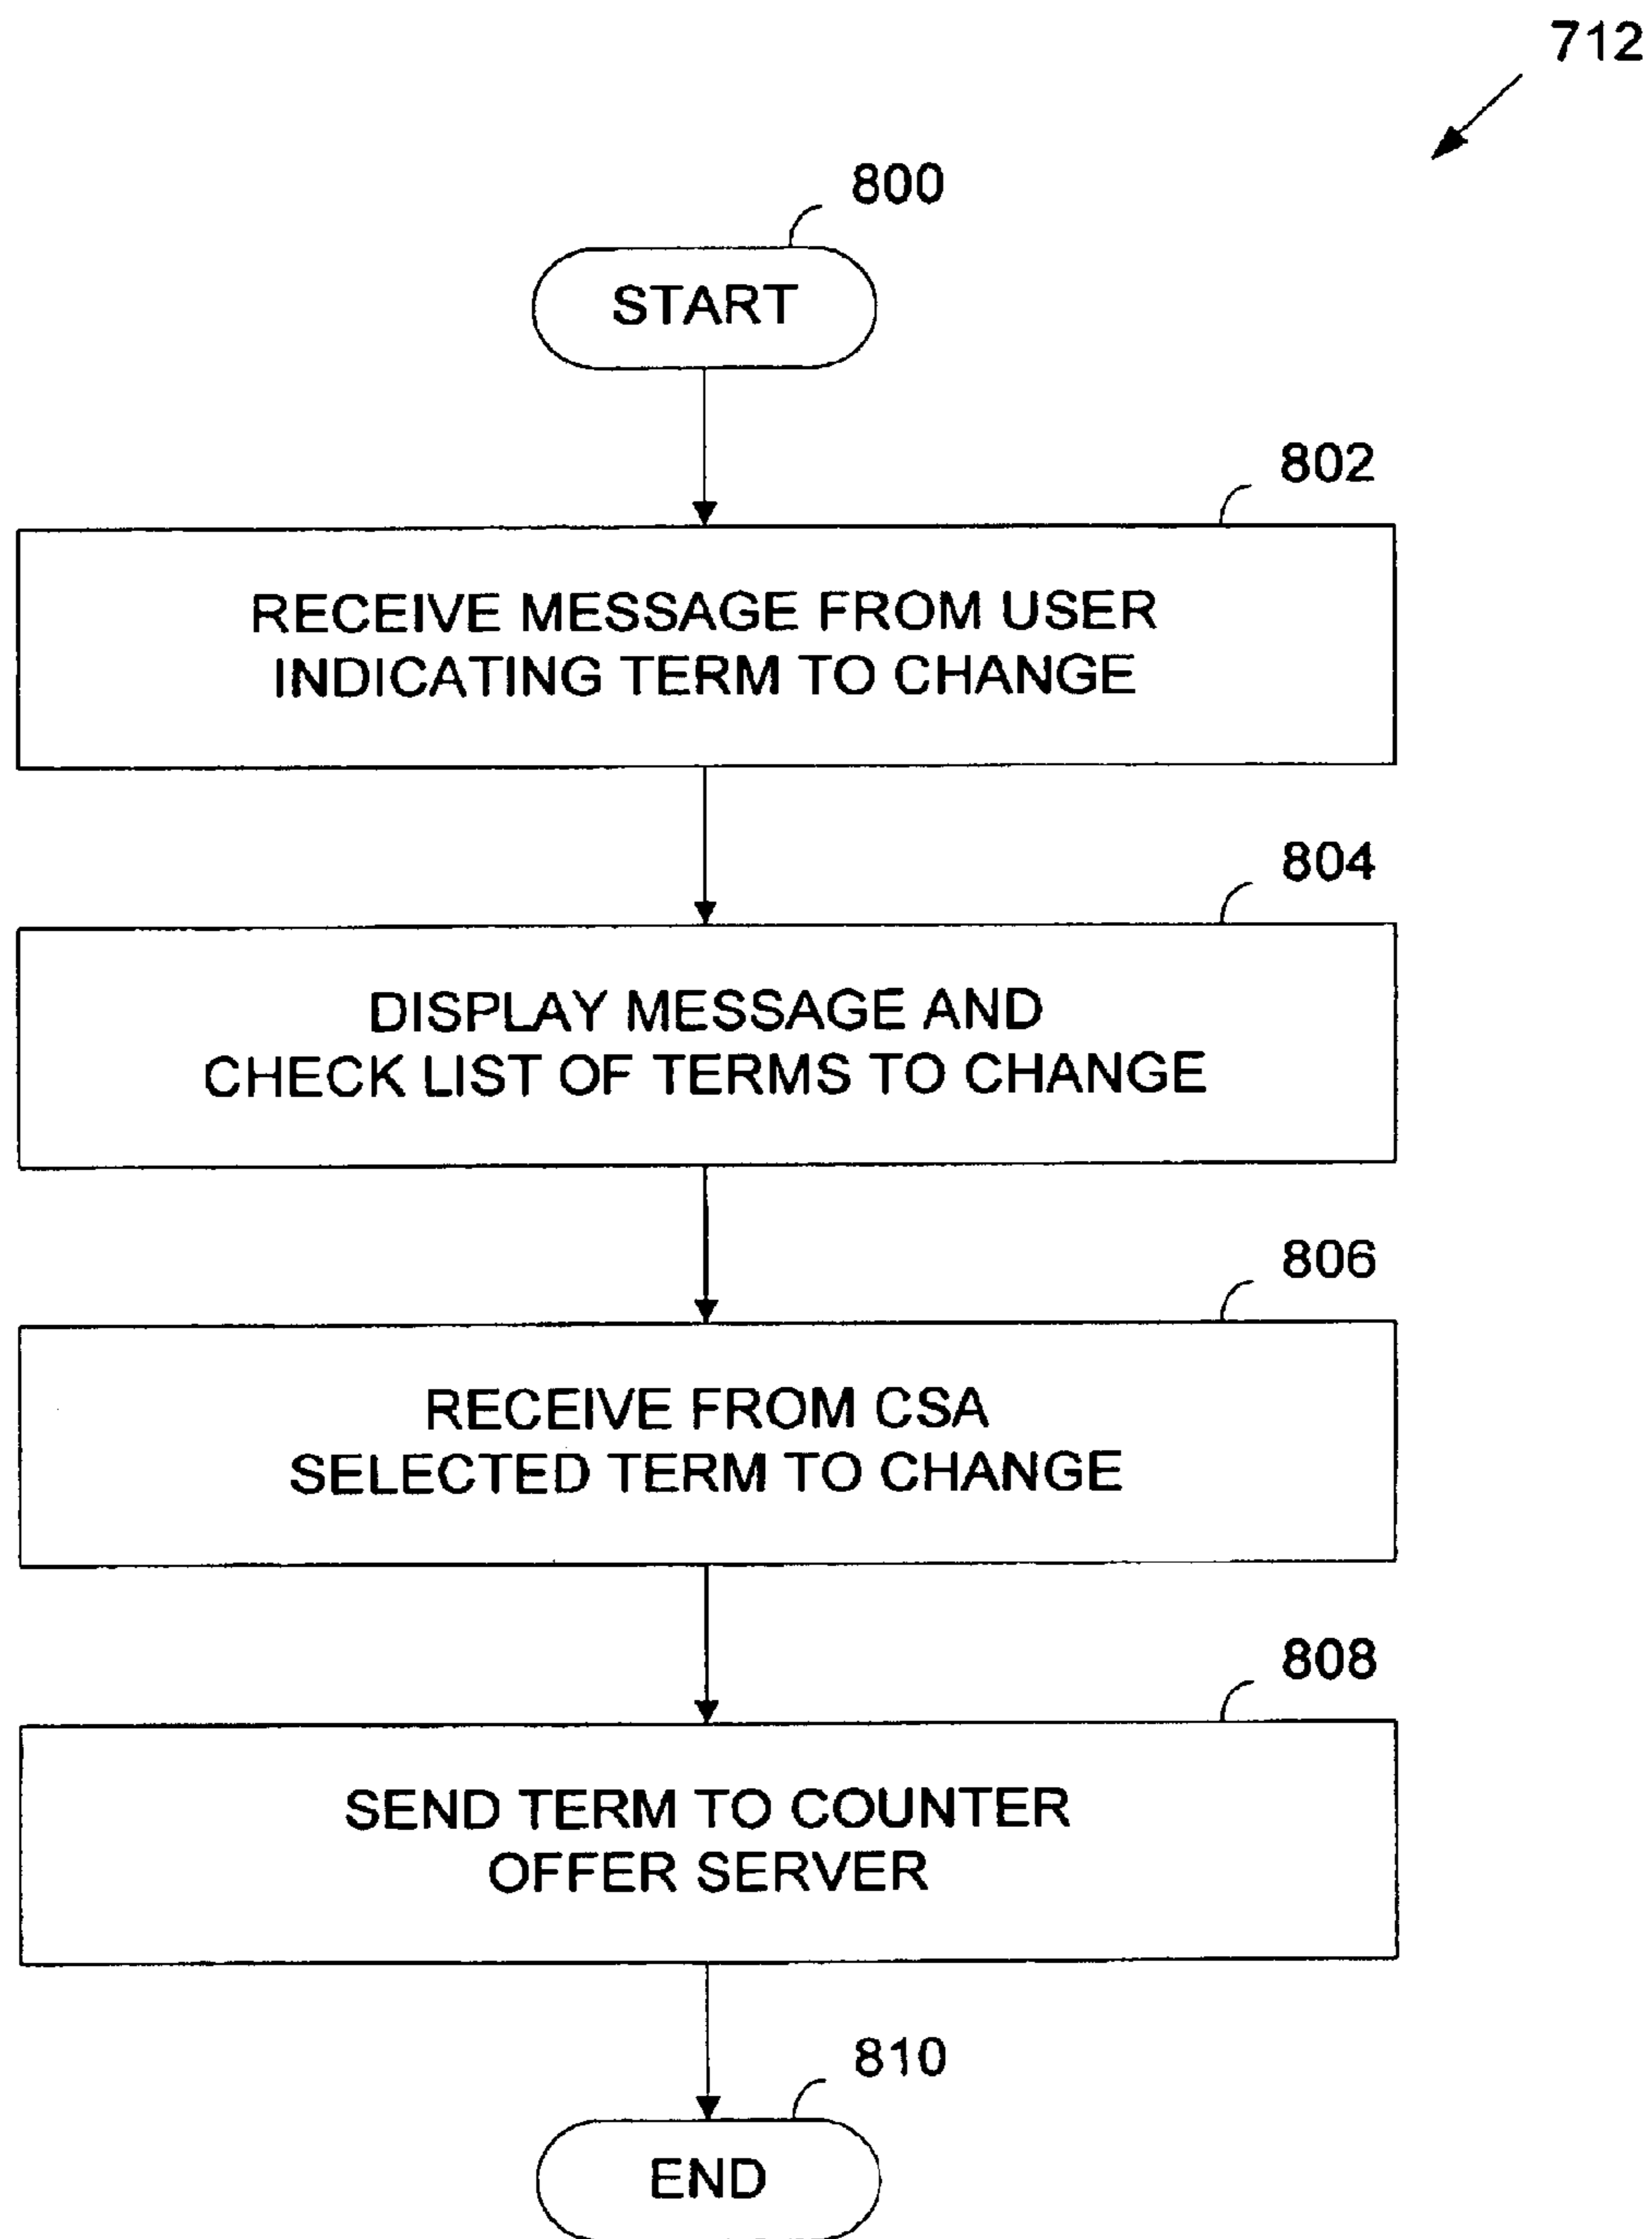 712
800
START
802
RECEIVE MESSAGE FROM USER
INDICATING TERM TO CHANGE
804
DISPLAY MESSAGE AND
CHECK LIST OF TERMS TO CHANGE
806
RECEIVE FROM CSA
SELECTED TERM TO CHANGE
808
SEND TERM TO COUNTER
OFFER SERVER
810
END